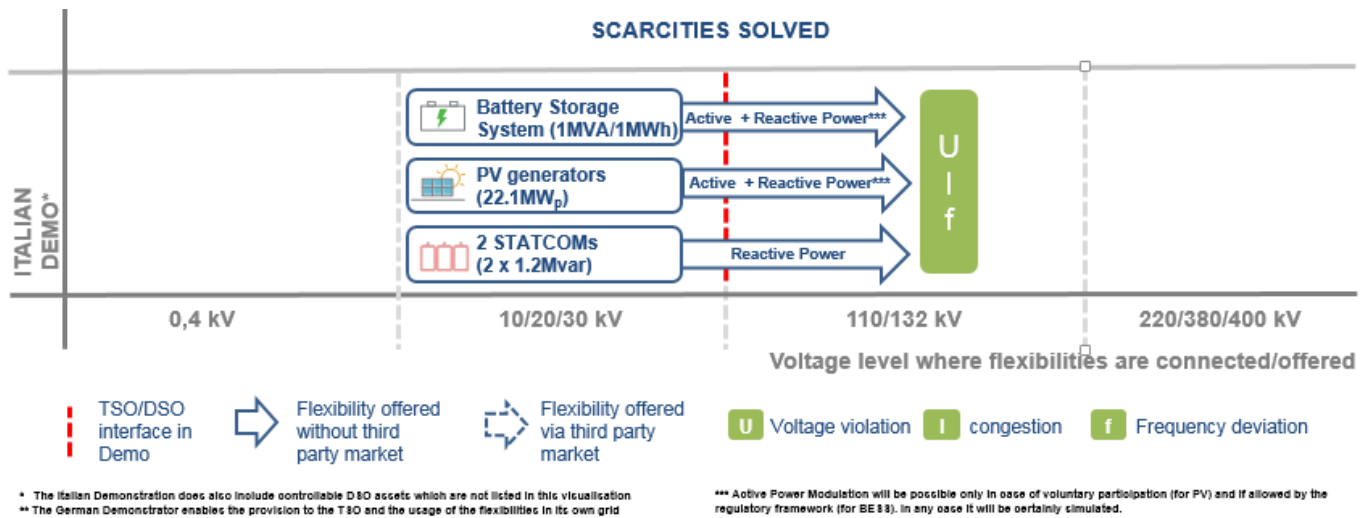 SCARCITIES SOLVED
ITALIAN
DEMO*
Battery Storage
System (1MVA/1MWh)
Active + Reactive Power***
PV generators
(22.1MWp)
Active + Reactive Power***
2 STATCOMs
(2 x 1.2Mvar)
Reactive Power
U
I
f
0,4 kV
10/20/30 kV
110/132 kV
220/380/400 kV
Voltage level where flexibilities are connected/offered
TSO/DSO
interface in
Demo
Flexibility offered
without third
party market
Flexibility offered
via third party
market
U Voltage violation
I congestion
f Frequency deviation
* The Italian Demonstration does also include controllable DSO assets which are not listed in this visualisation
** The German Demonstrator enables the provision to the TSO and the usage of the flexibilities in its own grid
*** Active Power Modulation will be possible only in case of voluntary participation (for PV) and if allowed by the
regulatory framework (for BESS). In any case it will be certainly simulated.